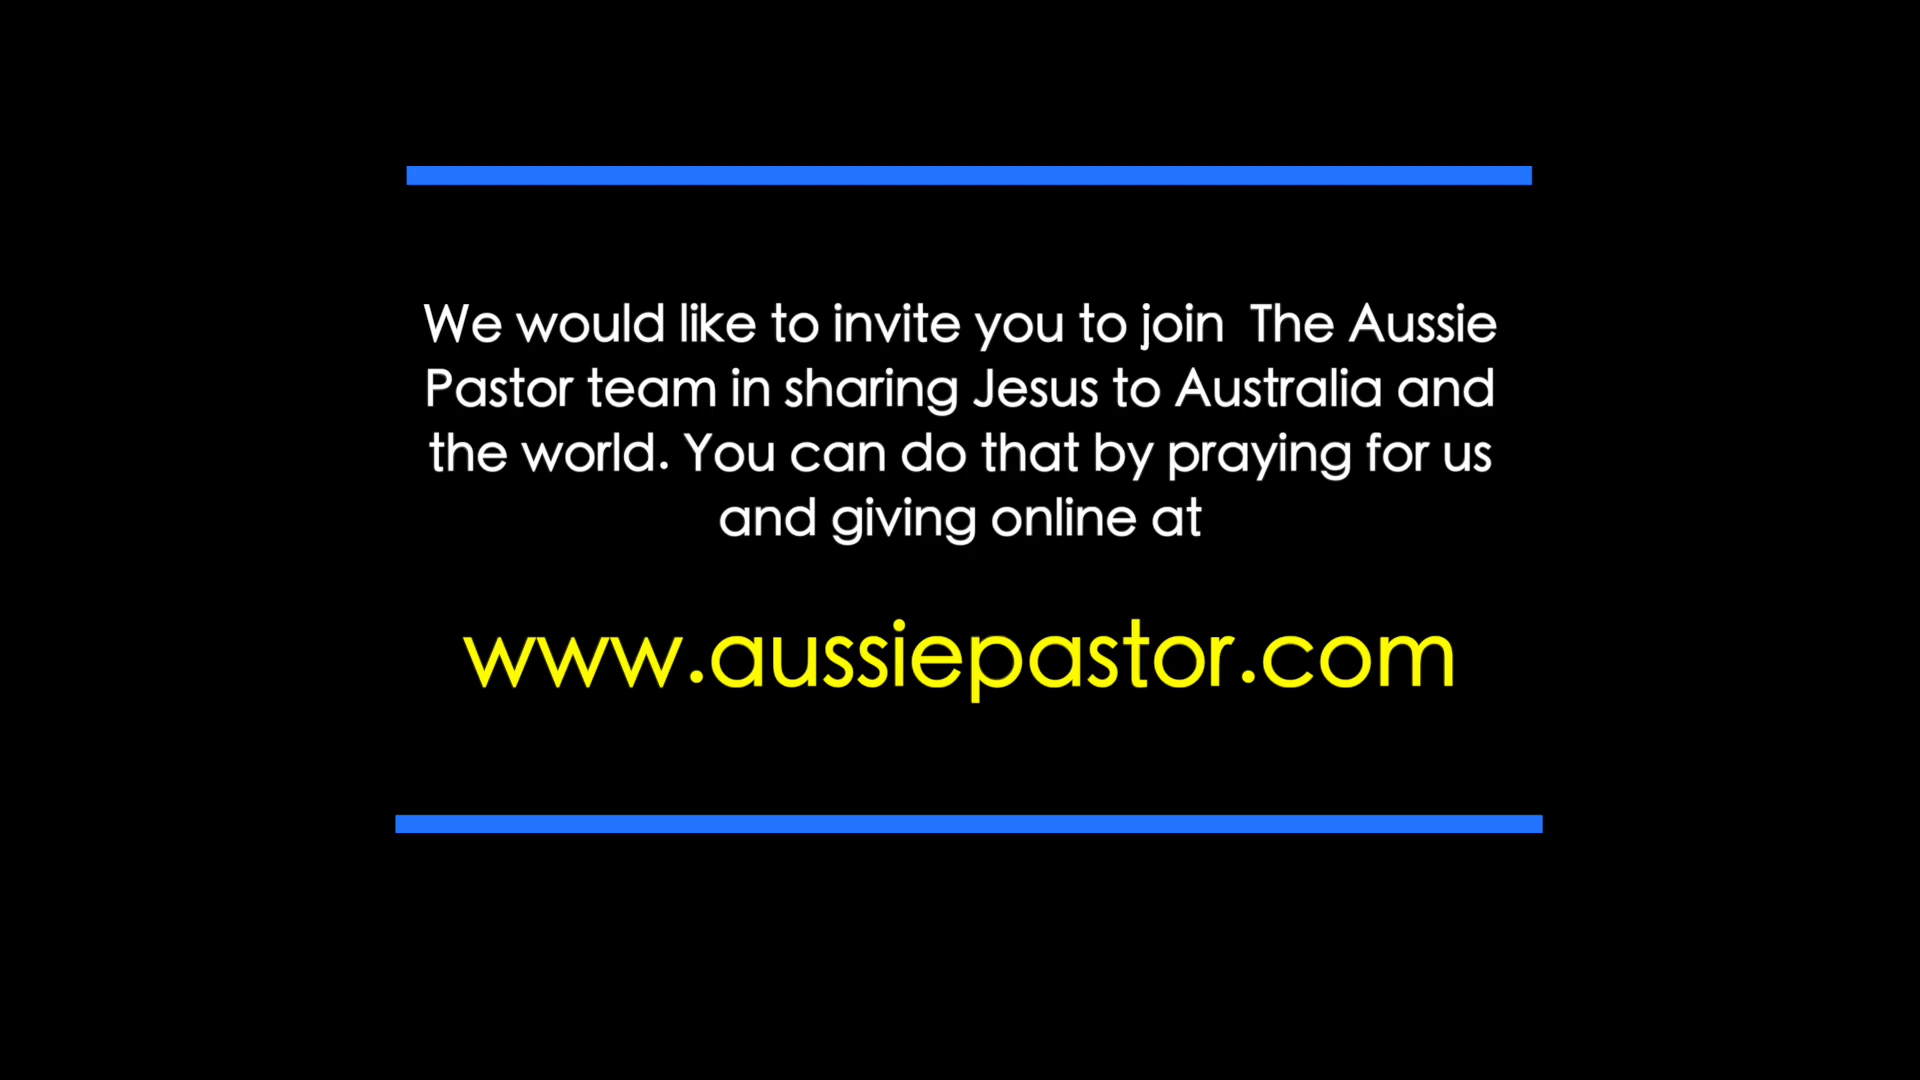 We would like to invite you to join  The Aussie
Pastor team in sharing Jesus to Australia and
the world. You can do that by praying for us
and giving online at
www.aussiepastor.com